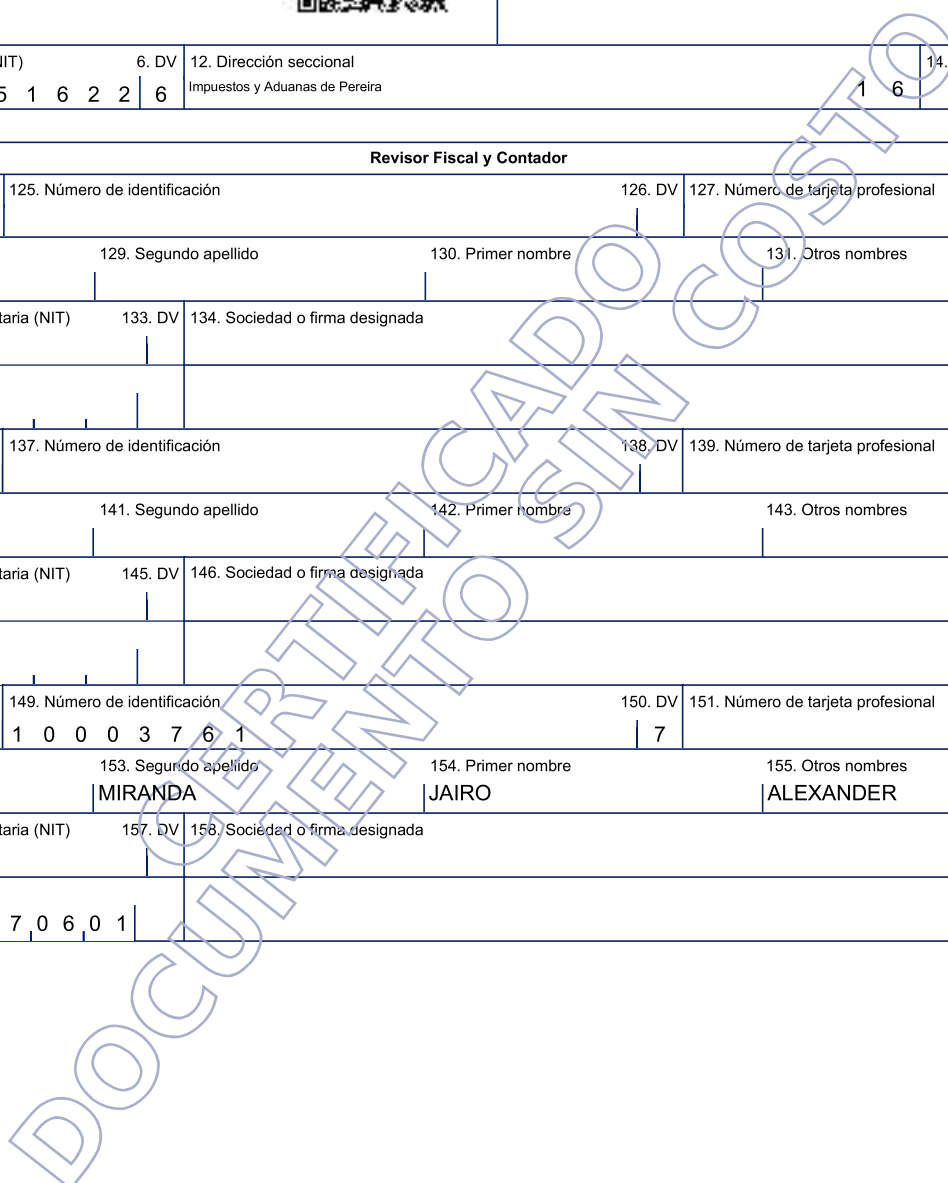 NIT) 6. DV 12. Dirección seccional 14.
5 1 6 2 2 6 Impuestos y Aduanas de Pereira 1 6
Revisor Fiscal y Contador
125. Número de identificación 126. DV 127. Número de tarjeta profesional
129. Segundo apellido 130. Primer nombre 131. Otros nombres
taria (NIT) 133. DV 134. Sociedad o firma designada
137. Número de identificación 138. DV 139. Número de tarjeta profesional
141. Segundo apellido 142. Primer nombre 143. Otros nombres
taria (NIT) 145. DV 146. Sociedad o firma designada
149. Número de identificación 150. DV 151. Número de tarjeta profesional
1 0 0 0 3 7 6 1 7
153. Segundo apellido 154. Primer nombre 155. Otros nombres
MIRANDA JAIRO ALEXANDER
taria (NIT) 157. DV 158. Sociedad o firma designada
7 0 6 0 1
CERTIFICADO
DOCUMENTO SIN COSTO